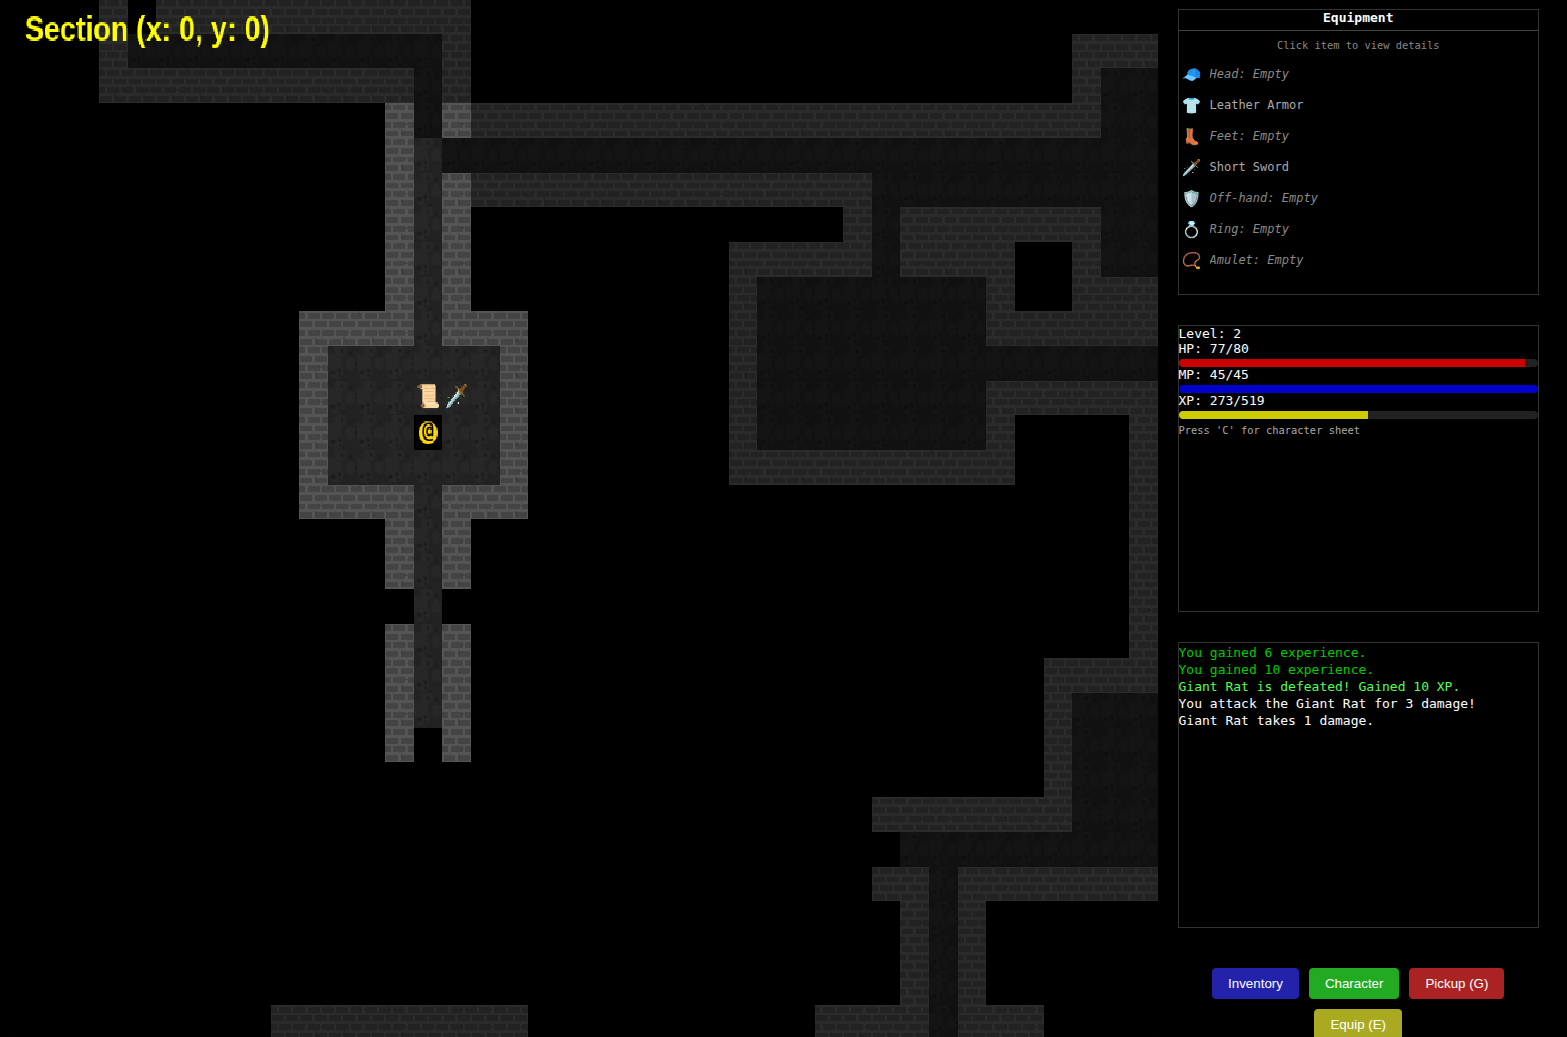 Section (x: 0, y: 0)
@
Equipment
Click item to view details
Head: Empty
Leather Armor
Feet: Empty
Short Sword
Off-hand: Empty
Ring: Empty
Amulet: Empty
Level: 2
HP: 77/80
MP: 45/45
XP: 273/519
Press 'C' for character sheet
You gained 6 experience.
You gained 10 experience.
Giant Rat is defeated! Gained 10 XP.
You attack the Giant Rat for 3 damage!
Giant Rat takes 1 damage.
Inventory
Character
Pickup (G)
Equip (E)